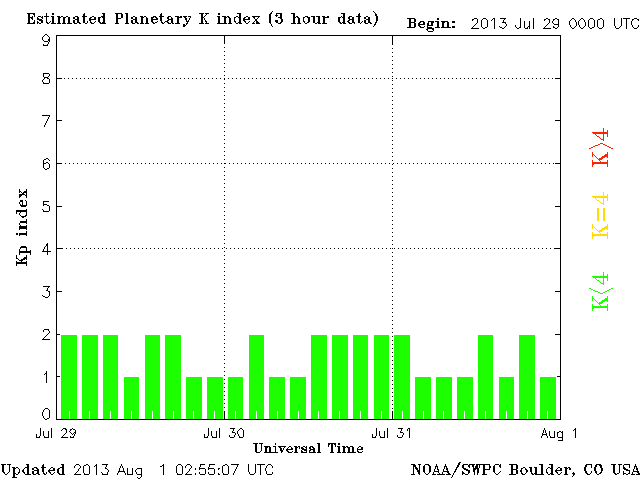 Estimated Planetary K index (3 hour data) Begin: 2013 Jul 29 0000 UTC
9
8
7
6
5
4
3
2
1
0
Kp index
K>4
K=4
K<4
Jul 29 Jul 30 Jul 31 Aug 1
Universal Time
Updated 2013 Aug 1 02:55:07 UTC NOAA/SWPC Boulder, CO USA